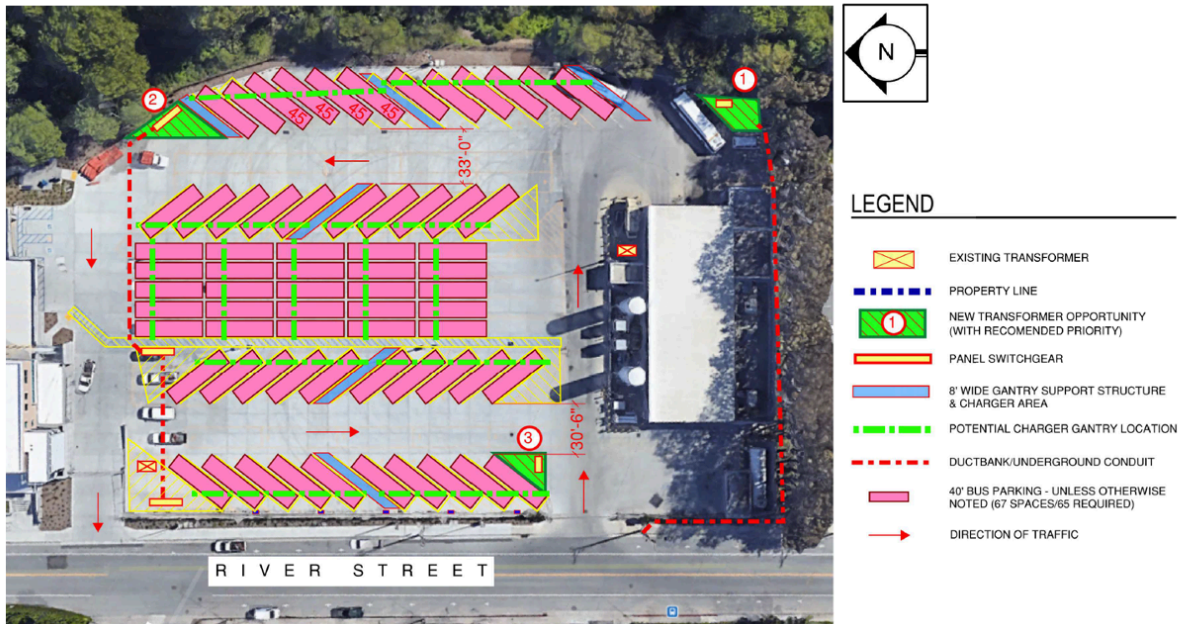 N
1
2
45
45
45
45
45
33'-0"
30'-6"
3
RIVER STREET
LEGEND
EXISTING TRANSFORMER
PROPERTY LINE
1
NEW TRANSFORMER OPPORTUNITY
(WITH RECOMENDED PRIORITY)
PANEL SWITCHGEAR
8' WIDE GANTRY SUPPORT STRUCTURE
& CHARGER AREA
POTENTIAL CHARGER GANTRY LOCATION
DUCTBANK/UNDERGROUND CONDUIT
40' BUS PARKING - UNLESS OTHERWISE
NOTED (67 SPACES/65 REQUIRED)
DIRECTION OF TRAFFIC